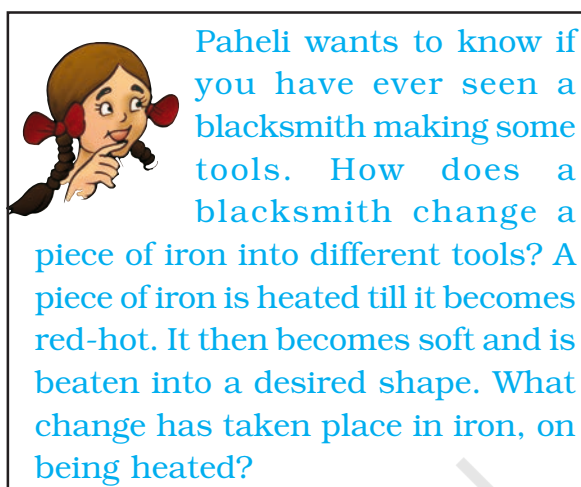 Paheli wants to know if
you have ever seen a
blacksmith making some
tools. How does a
blacksmith change a
piece of iron into different tools? A
piece of iron is heated till it becomes
red-hot. It then becomes soft and is
beaten into a desired shape. What
change has taken place in iron, on
being heated?